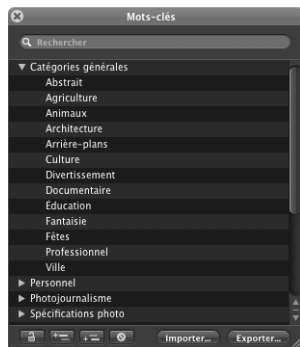 Mots-clés
Rechercher
Catégories générales
Abstrait
Agriculture
Animaux
Architecture
Arrière-plans
Culture
Divertissement
Documentaire
Éducation
Fantaisie
Fêtes
Professionnel
Ville
Personnel
Photojournalisme
Spécifications photo
Importer... Exporter...